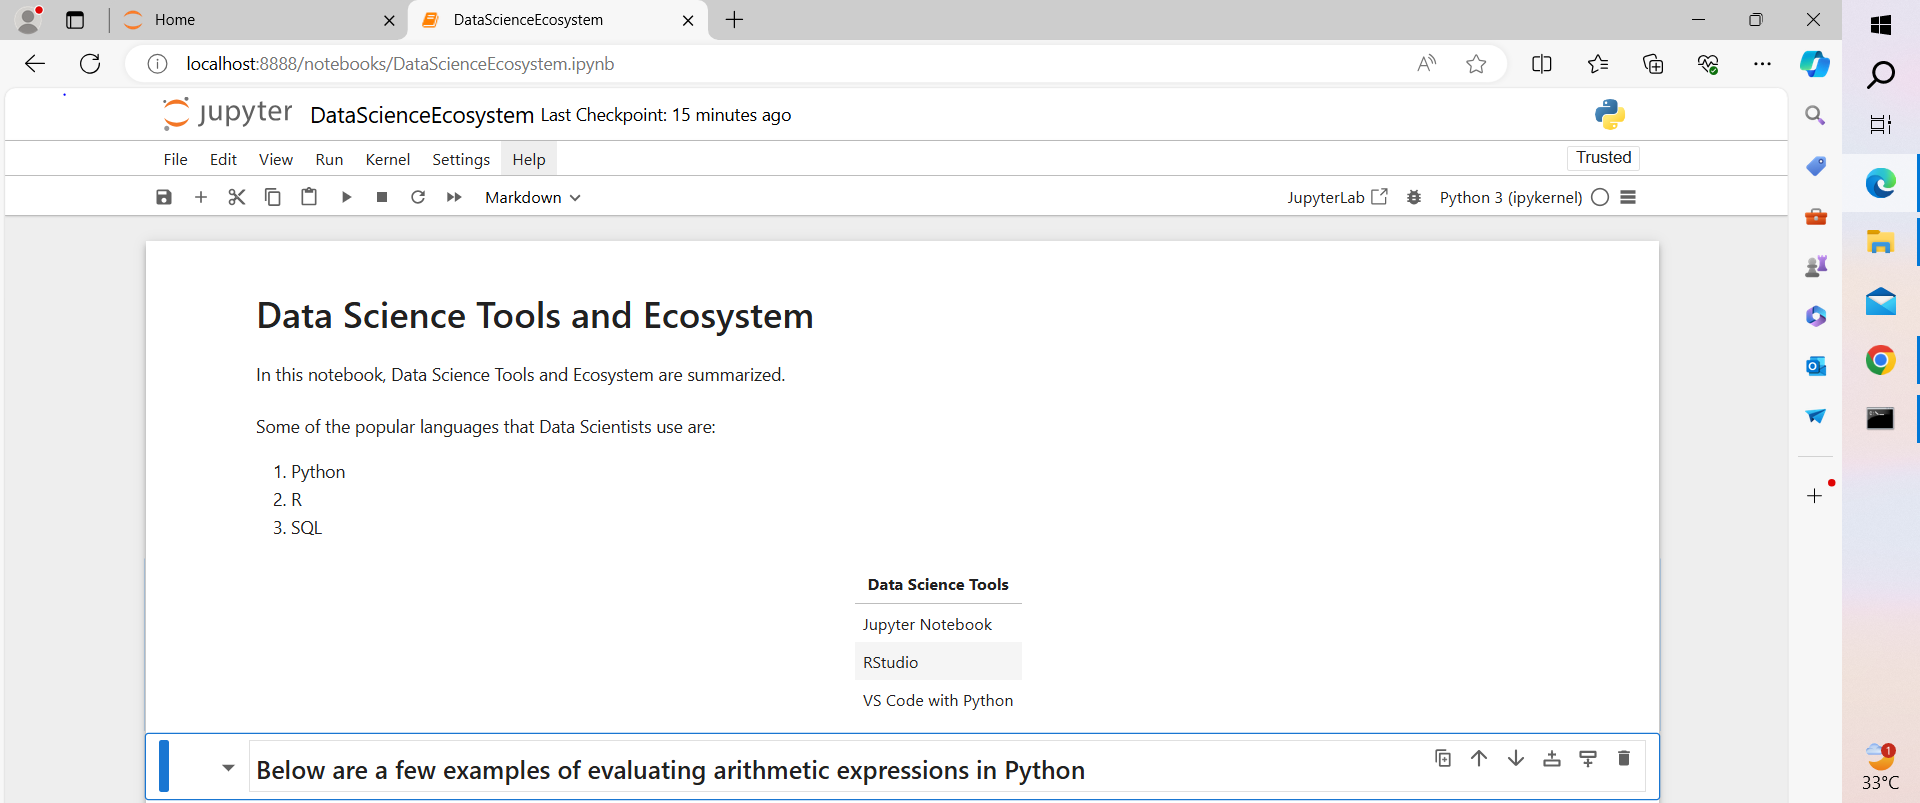 Home
DataScienceEcosystem
localhost:8888/notebooks/DataScienceEcosystem.ipynb
jupyter DataScienceEcosystem Last Checkpoint: 15 minutes ago
File Edit View Run Kernel Settings Help Trusted
Markdown JupyterLab Python 3 (ipykernel)
Data Science Tools and Ecosystem
In this notebook, Data Science Tools and Ecosystem are summarized.
Some of the popular languages that Data Scientists use are:
1. Python
2. R
3. SQL
Data Science Tools
Jupyter Notebook
RStudio
VS Code with Python
Below are a few examples of evaluating arithmetic expressions in Python
1
33°C